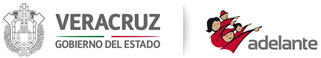 VERACRUZ
GOBIERNO DEL ESTADO
adelante